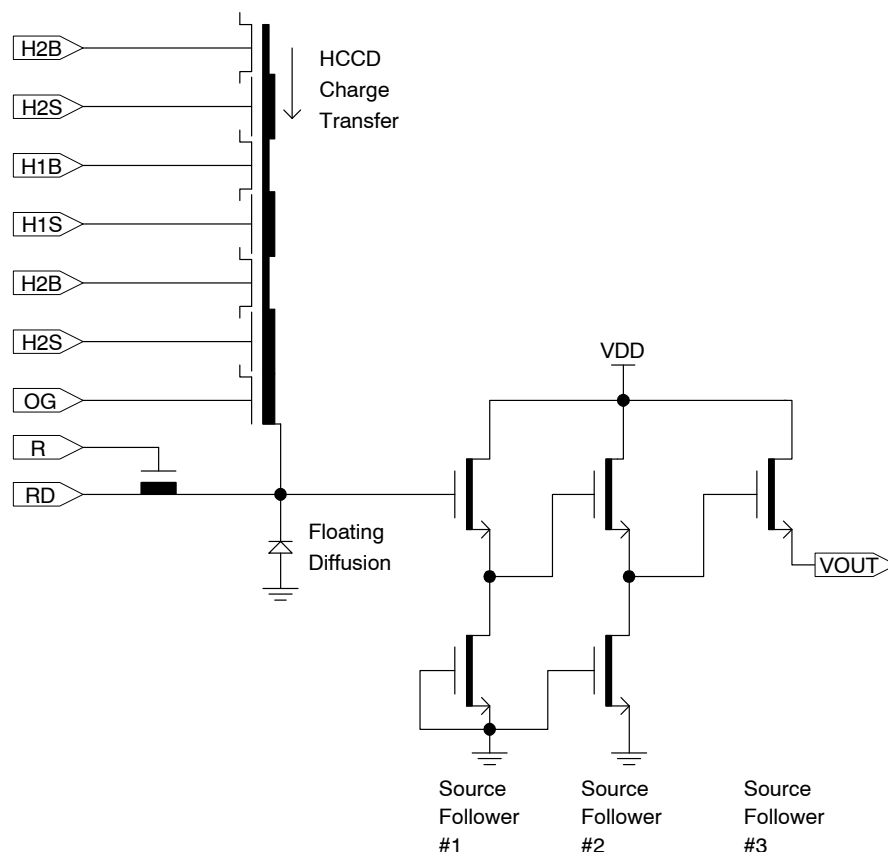 H2B
HCCD
Charge
Transfer
H2S
H1B
H1S
H2B
H2S
OG
R
RD
Floating
Diffusion
VDD
VOUT
Source
Follower
#1
Source
Follower
#2
Source
Follower
#3